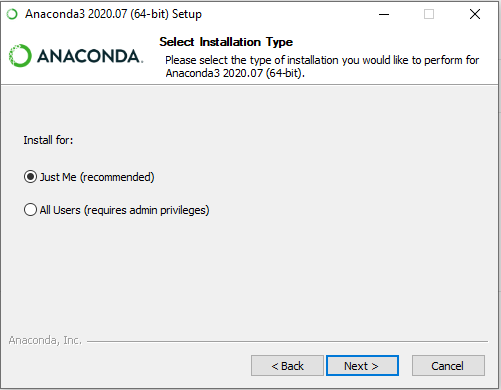 Anaconda3 2020.07 (64-bit) Setup
ANACONDA.
Select Installation Type
Please select the type of installation you would like to perform for
Anaconda3 2020.07 (64-bit).
Install for:
Just Me (recommended)
All Users (requires admin privileges)
Anaconda, Inc.
< Back
Next >
Cancel